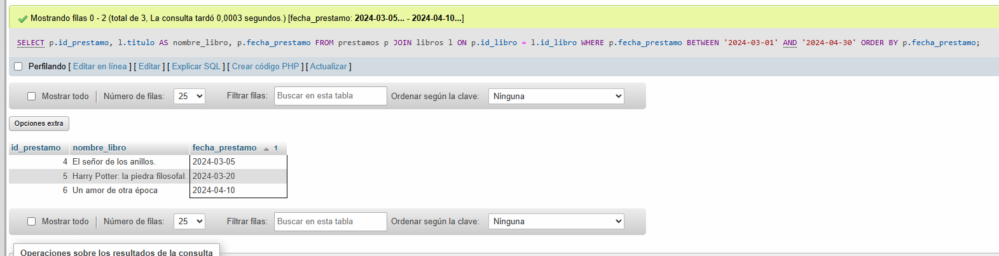 Mostrando filas 0 - 2 (total de 3, La consulta tardó 0,0003 segundos.) [fecha_prestamo: 2024-03-05... - 2024-04-10...]
SELECT p.id_prestamo, l.titulo AS nombre_libro, p.fecha_prestamo FROM prestamos p JOIN libros l ON p.id_libro = l.id_libro WHERE p.fecha_prestamo BETWEEN '2024-03-01' AND '2024-04-30' ORDER BY p.fecha_prestamo;
Perfilando [ Editar en línea ] [ Editar ] [ Explicar SQL ] [ Crear código PHP ] [ Actualizar ]
Mostrar todo | Número de filas: 25 Filtrar filas: Buscar en esta tabla Ordenar según la clave: Ninguna
Opciones extra
id_prestamo nombre_libro fecha_prestamo 1
4 El señor de los anillos. 2024-03-05
5 Harry Potter: la piedra filosofal. 2024-03-20
6 Un amor de otra época 2024-04-10
Mostrar todo | Número de filas: 25 Filtrar filas: Buscar en esta tabla Ordenar según la clave: Ninguna
Operaciones sobre los resultados de la consulta